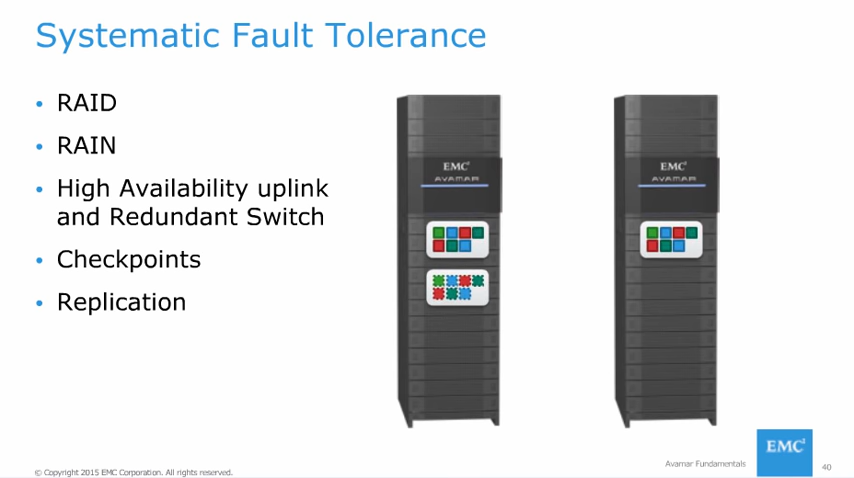 Systematic Fault Tolerance
• RAID
• RAIN
• High Availability uplink
and Redundant Switch
• Checkpoints
• Replication
EMC²
AVAMAR
EMC²
AVAMAR
Avamar Fundamentals
EMC²
40
© Copyright 2015 EMC Corporation. All rights reserved.